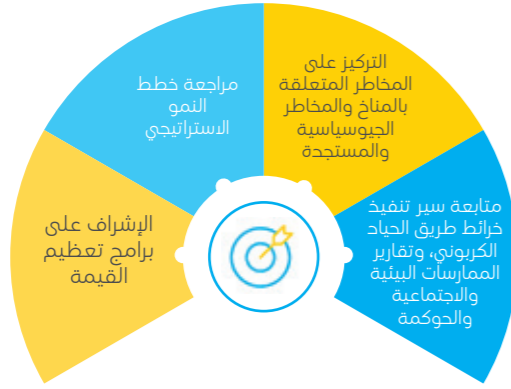 التركيز على
المخاطر المتعلقة
بالمناخ والمخاطر
الجيوسياسية
والمستجدة
مراجعة خطط
النمو
الاستراتيجي
متابعة سير تنفيذ
خرائط طريق الحياد
الكربوني، وتقارير
الممارسات البيئية
والاجتماعية
والحوكمة
الإشراف على
برامج تعظيم
القيمة